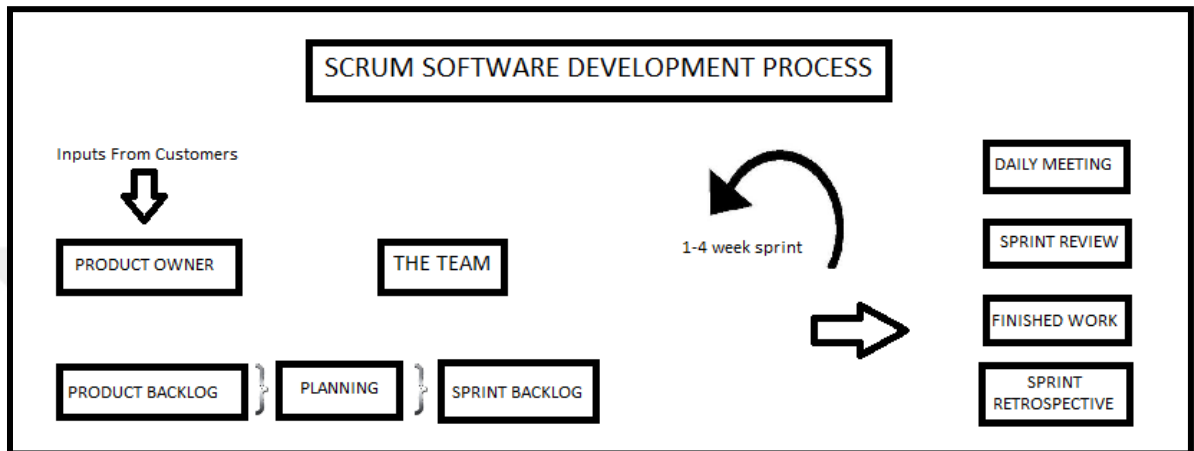 SCRUM SOFTWARE DEVELOPMENT PROCESS
Inputs From Customers
PRODUCT OWNER
THE TEAM
PRODUCT BACKLOG
PLANNING
SPRINT BACKLOG
1-4 week sprint
DAILY MEETING
SPRINT REVIEW
FINISHED WORK
SPRINT
RETROSPECTIVE